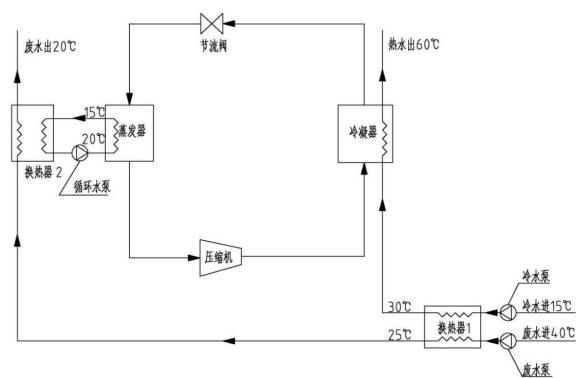 节流阀
废水出20℃
热水出60℃
15℃
蒸发器
冷凝器
20℃
换热器2
循环水泵
压缩机
冷水泵
30℃
冷水进15℃
换热器1
25℃
废水进40℃
废水泵